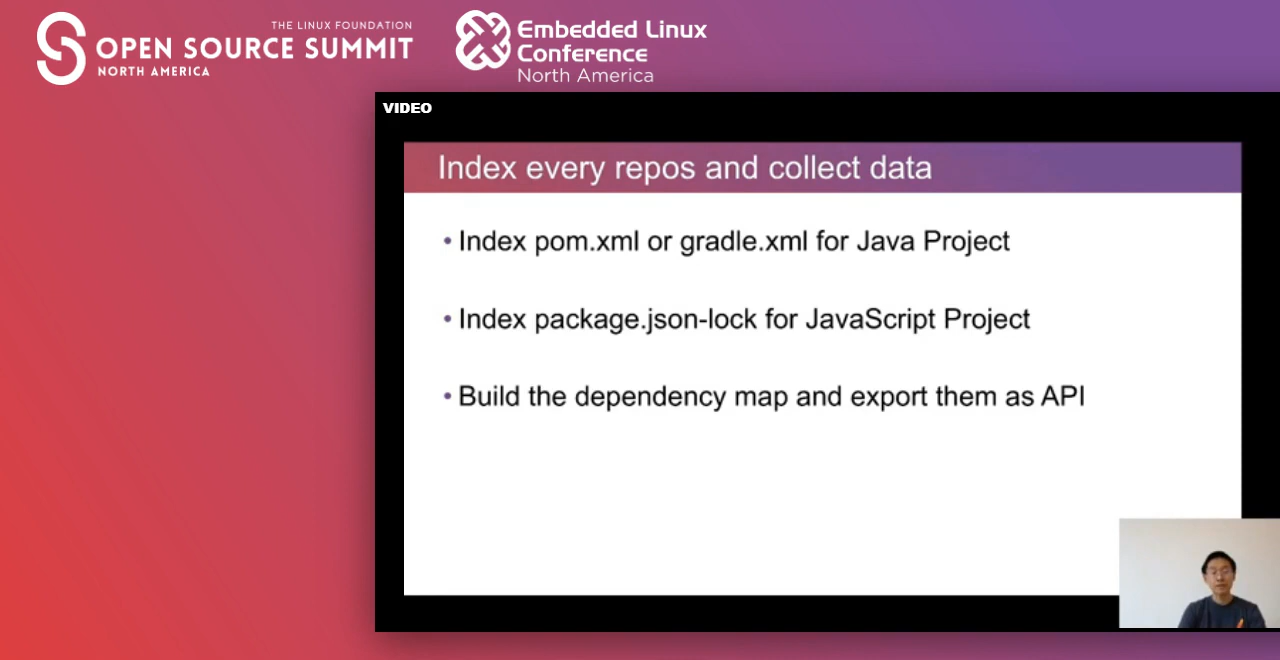 THE LINUX FOUNDATION
OPEN SOURCE SUMMIT
NORTH AMERICA
Embedded Linux
Conference
North America
VIDEO
Index every repos and collect data
• Index pom.xml or gradle.xml for Java Project
• Index package.json-lock for JavaScript Project
• Build the dependency map and export them as API